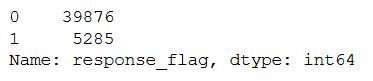 0    39876
1     5285
Name: response_flag, dtype: int64